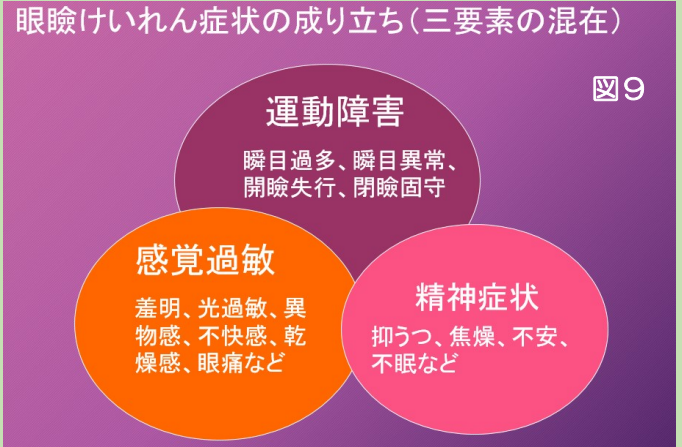 眼瞼けいれん症状の成り立ち（三要素の混在）
図９
運動障害
瞬目過多、瞬目異常、
開瞼失行、閉瞼固守
感覚過敏
羞明、光過敏、異
物感、不快感、乾
燥感、眼痛など
精神症状
抑うつ、焦燥、不安、
不眠など